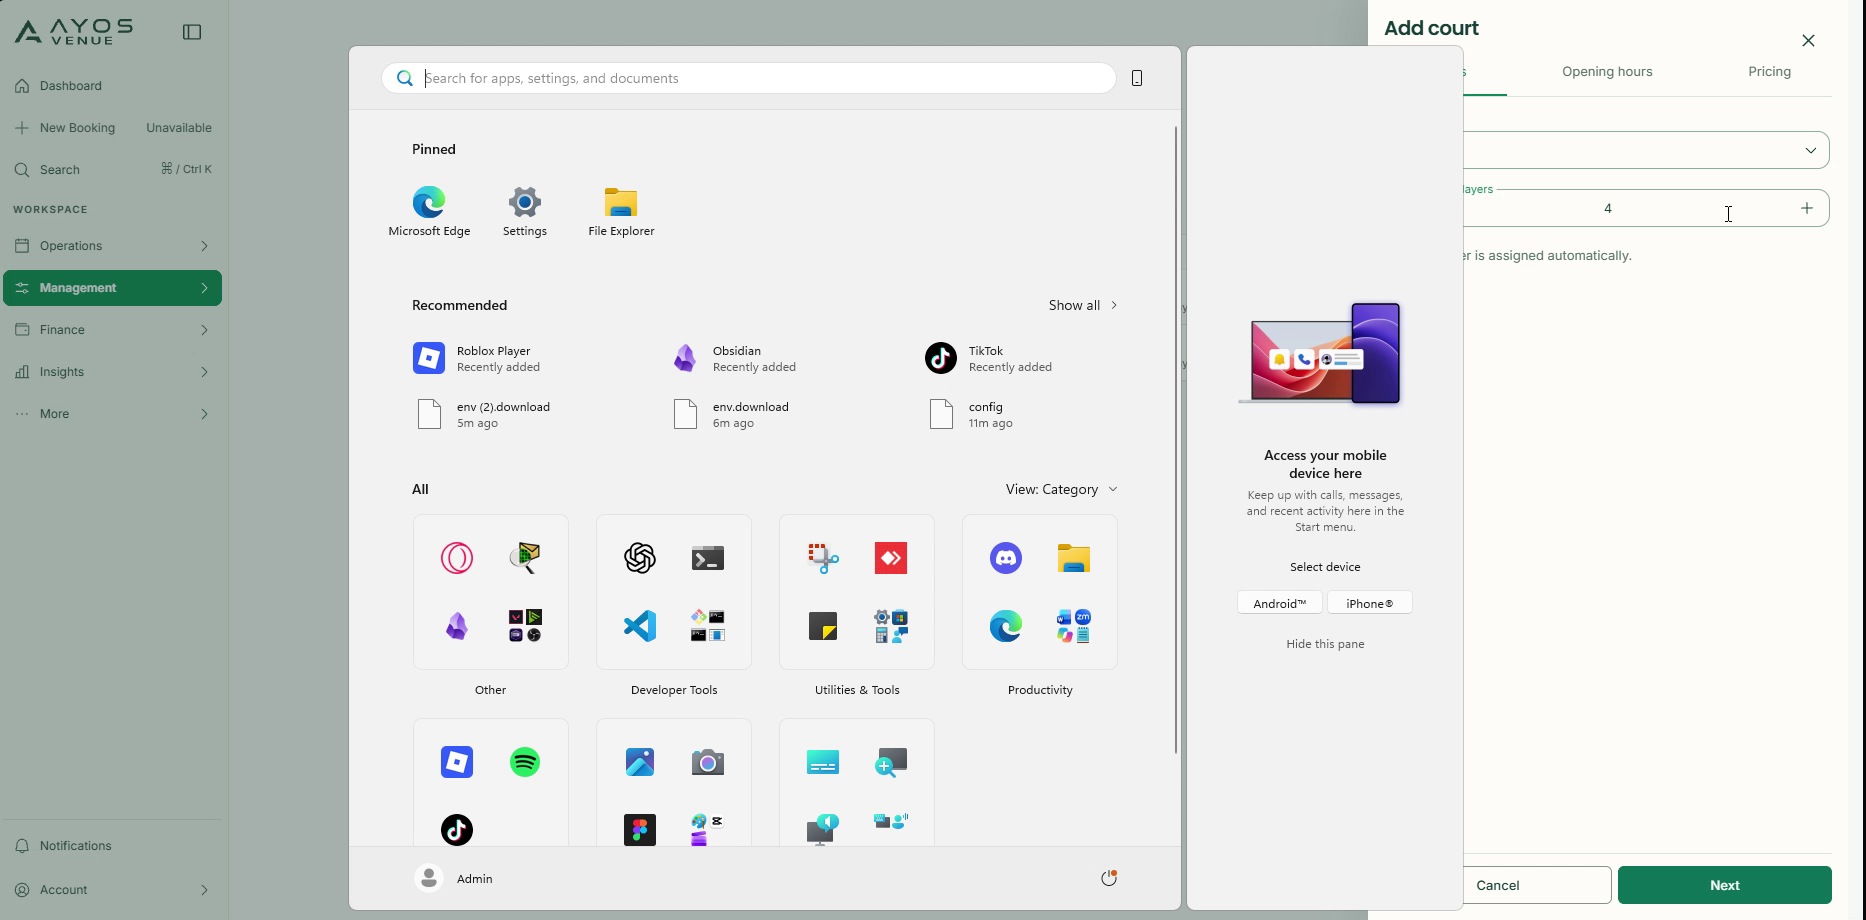 AYOS
VENUE
Dashboard
New Booking
Unavailable
Search
⌘ / Ctrl K
WORKSPACE
Operations
Management
Finance
Insights
More
Notifications
Account
Search for apps, settings, and documents
Pinned
Microsoft Edge
Settings
File Explorer
Recommended
Show all
Roblox Player
Recently added
Obsidian
Recently added
TikTok
Recently added
env (2).download
5m ago
env.download
6m ago
config
11m ago
All
View: Category
Other
Developer Tools
Utilities & Tools
Productivity
Admin
Access your mobile
device here
Keep up with calls, messages,
and recent activity here in the
Start menu.
Select device
Android™
iPhone®
Hide this pane
Add court
Opening hours
Pricing
4
is assigned automatically.
Cancel
Next